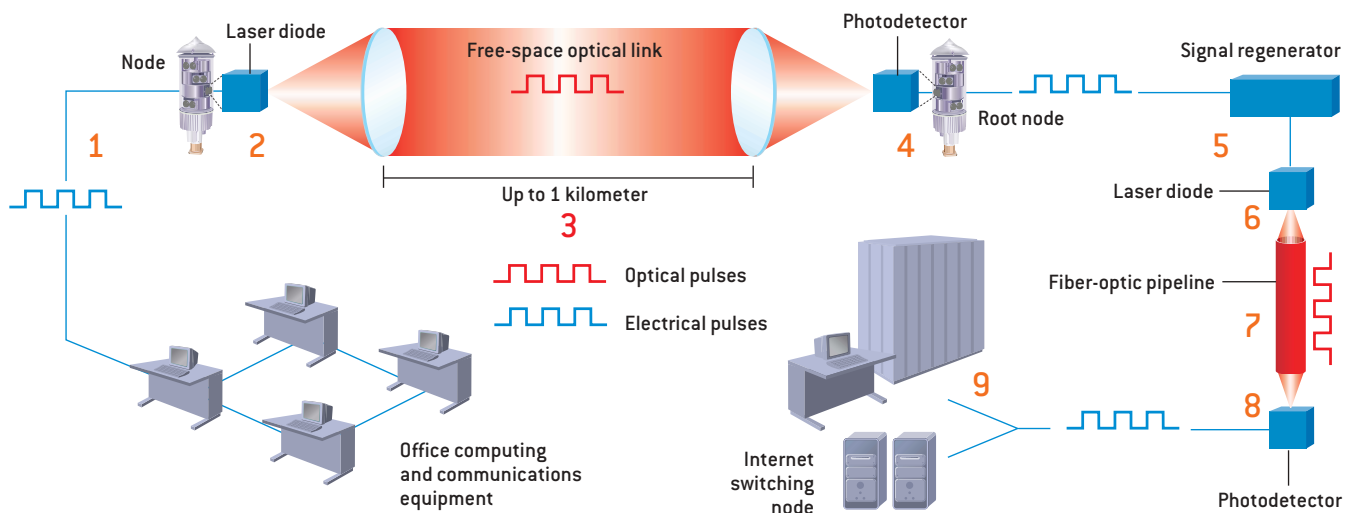 Node
Laser diode
Free-space optical link
Photodetector
Signal regenerator
Root node
1
2
4
5
Up to 1 kilometer
3
Laser diode
6
Optical pulses
Electrical pulses
Fiber-optic pipeline
7
9
8
Office computing
and communications
equipment
Internet
switching
node
Photodetector